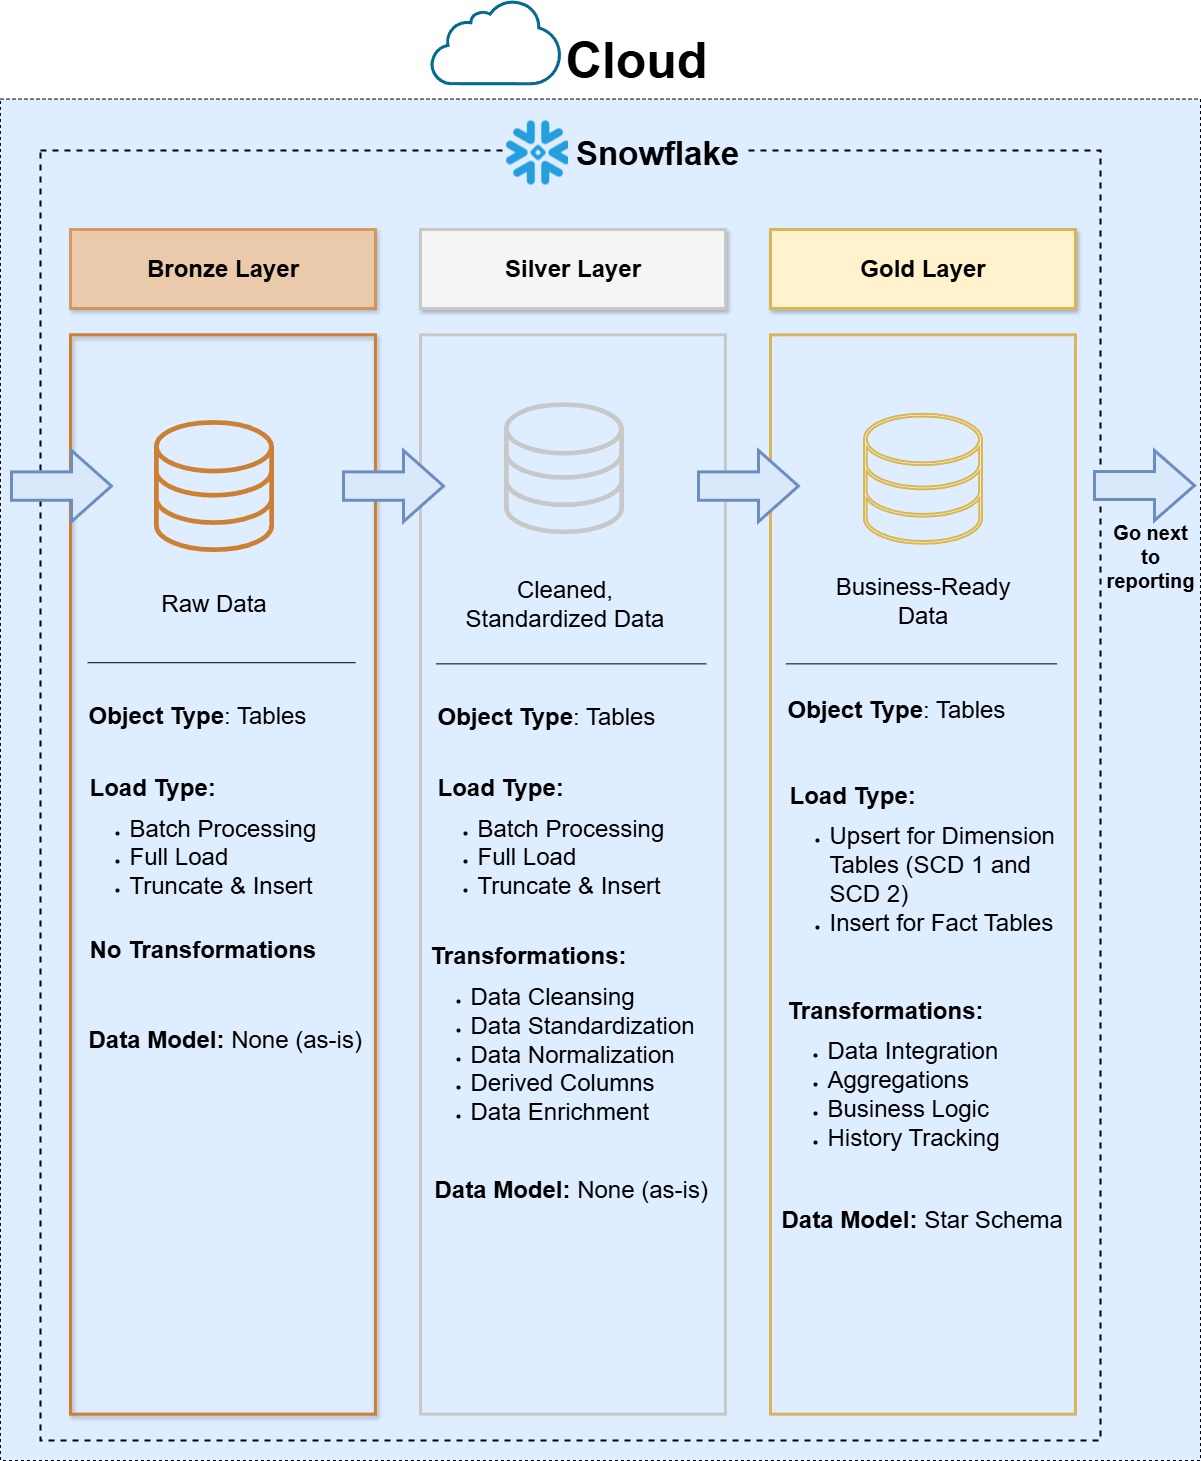 Cloud
Snowflake
Bronze Layer
Silver Layer
Gold Layer
Raw Data
Object Type: Tables
Load Type:
Batch Processing
Full Load
Truncate & Insert
No Transformations
Data Model: None (as-is)
Cleaned,
Standardized Data
Object Type: Tables
Load Type:
Batch Processing
Full Load
Truncate & Insert
Transformations:
Data Cleansing
Data Standardization
Data Normalization
Derived Columns
Data Enrichment
Data Model: None (as-is)
Business-Ready
Data
Object Type: Tables
Load Type:
Upsert for Dimension
Tables (SCD 1 and
SCD 2)
Insert for Fact Tables
Transformations:
Data Integration
Aggregations
Business Logic
History Tracking
Data Model: Star Schema
Go next
to
reporting